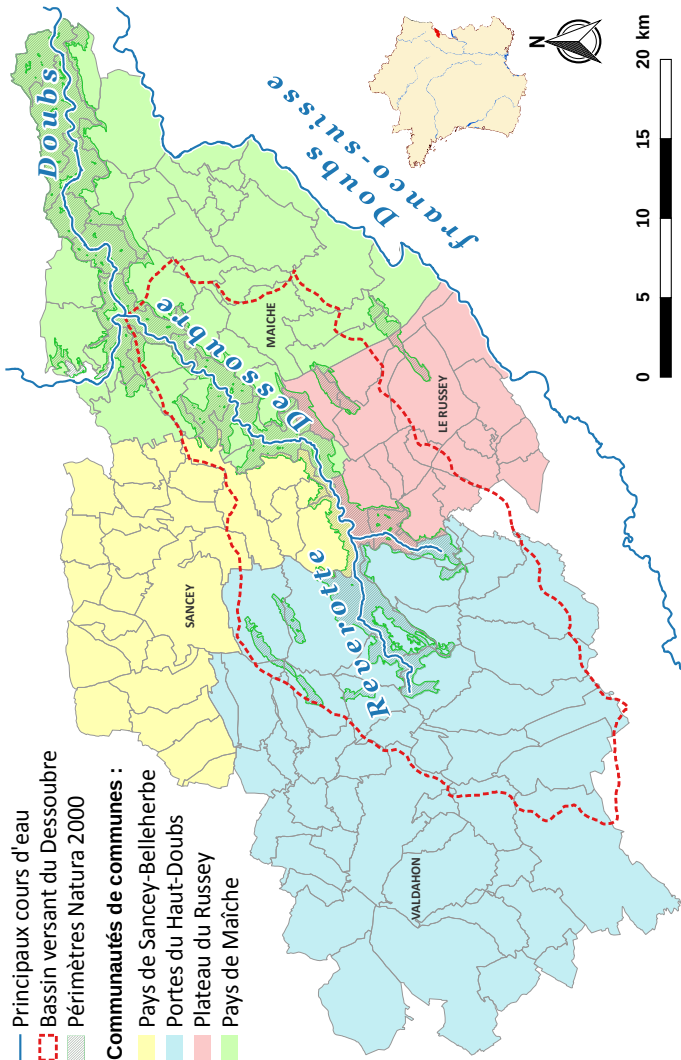 Principaux cours d'eau
Bassin versant du Dessoubre
Périmètres Natura 2000
Communautés de communes :
Pays de Sancey-Belleherbe
Portes du Haut-Doubs
Plateau du Russey
Pays de Maîche
Doubs
Dessoubre
Reverotte
Doubs
franco-suisse
SANCEY
MAICHE
LE RUSSEY
VALDAHON
N
0 5 10 15 20 km